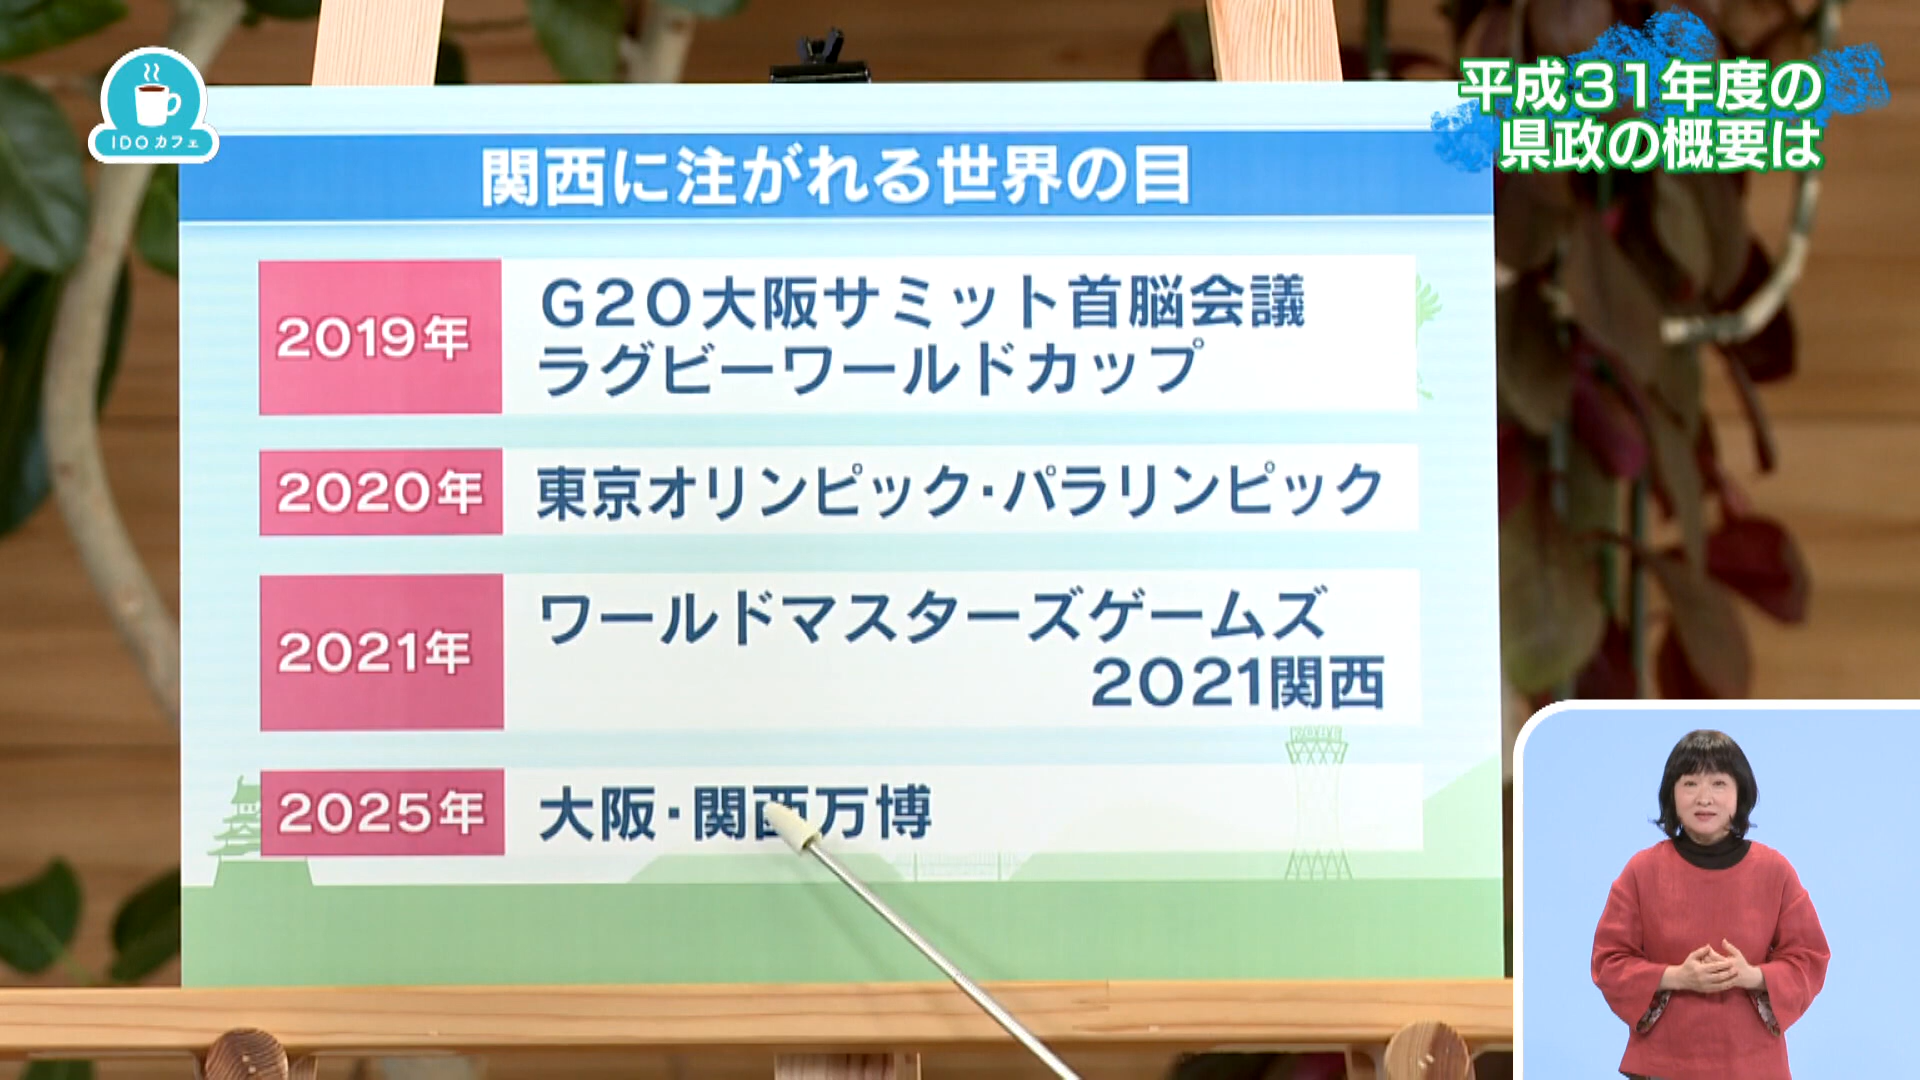 IDOカフェ
平成31年度の
県政の概要は
関西に注がれる世界の目
2019年
G20大阪サミット首脳会議
ラグビーワールドカップ
2020年
東京オリンピック・パラリンピック
2021年
ワールドマスターズゲームズ
2021関西
2025年
大阪・関西万博
KOBE